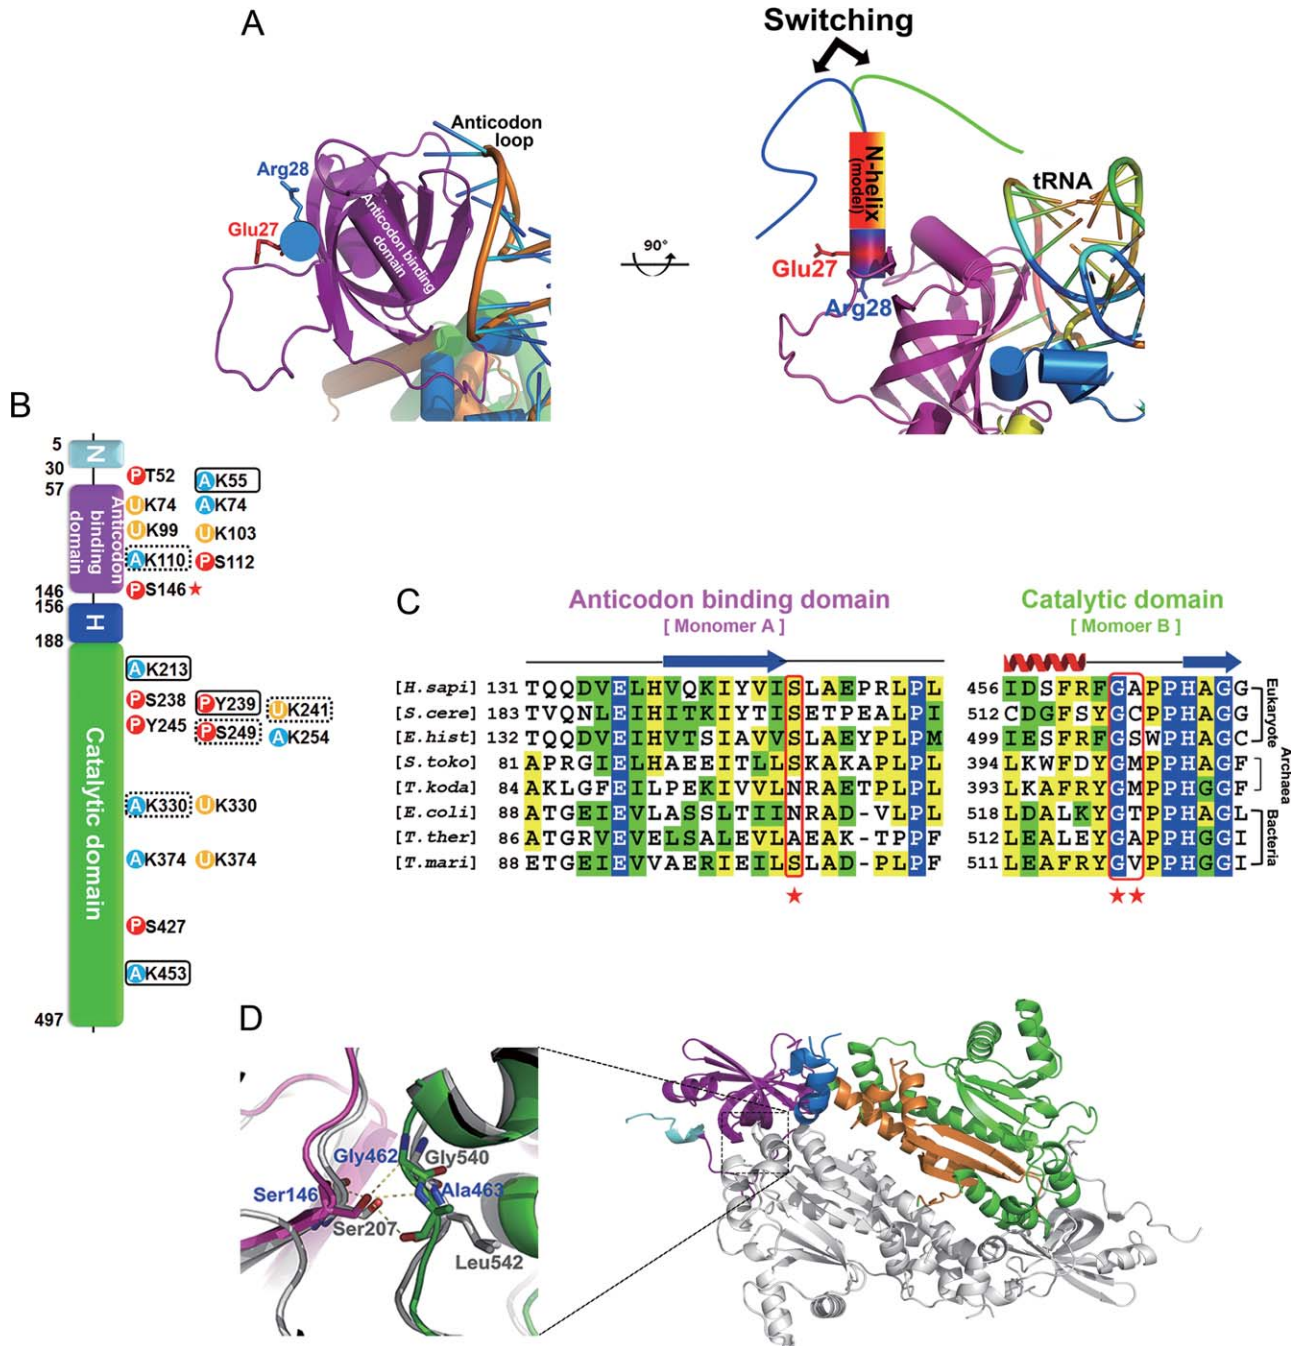 A
Anticodon
loop
Arg28
Glu27
Anticodon binding
domain
90°
Switching
N-helix
(model)
tRNA
Glu27
Arg28
B
5
N
30
57
P T52
A K55
Anticodon
binding
domain
U K74
A K74
U K99
U K103
A K110
P S112
146
P S146 ★
156
H
188
Catalytic domain
A K213
P S238
P Y239
U K241
P Y245
P S249
A K254
A K330
U K330
A K374
U K374
P S427
A K453
497
C
Anticodon binding domain
[ Monomer A ]
Catalytic domain
[ Momoer B ]
[H.sapi] 131 TQQDVELHVQKIYVISLAEPRLPL 456 IDSFRFGAPPHAGG
[S.cere] 183 TVQNLEIHITKIYTISETPEALPI 512 CDGFSYGCPPHAGG
[E.hist] 132 TQQDVEIHVTSIAVVSLAEYPLPM 499 IESFRYGSWPHAGC
[S.toko] 81 APRGIELHAEEITLLSKAKAPLPL 394 LKWFDYGMPPHAGF
[T.koda] 84 AKLGFEILPEKIVVLNRAETPLPL 393 LKAFRYGMPPHGGF
[E.coli] 88 ATGEIEVLASSLTIINRAD-VLPL 518 LDALKYGTPPHAGL
[T.ther] 86 ATGRVEVELSALEVLAEAK-TPPF 512 LEALEYGAPPHGGI
[T.mari] 88 ETGEIEVVAERIEILSLAD-PLPF 511 LEAFRYGVPPHGGI
Eukaryote
Archaea
Bacteria
★
★ ★
D
Gly462
Gly540
Ser146
Ala463
Ser207
Leu542